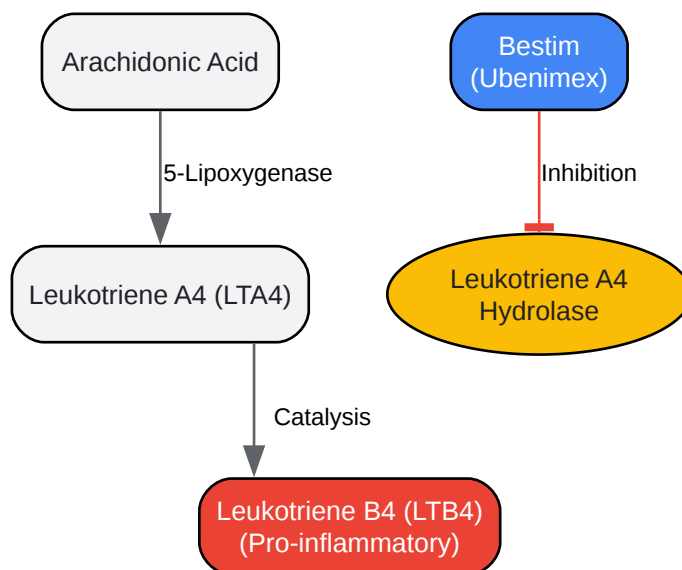 Arachidonic Acid
Bestim
(Ubenimex)
5-Lipoxygenase
Inhibition
Leukotriene A4 (LTA4)
Leukotriene A4
Hydrolase
Catalysis
Leukotriene B4 (LTB4)
(Pro-inflammatory)